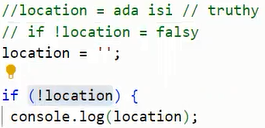 //location = ada isi // truthy
// if !location = falsy
location = '';
if (!location) {
console.log(location);